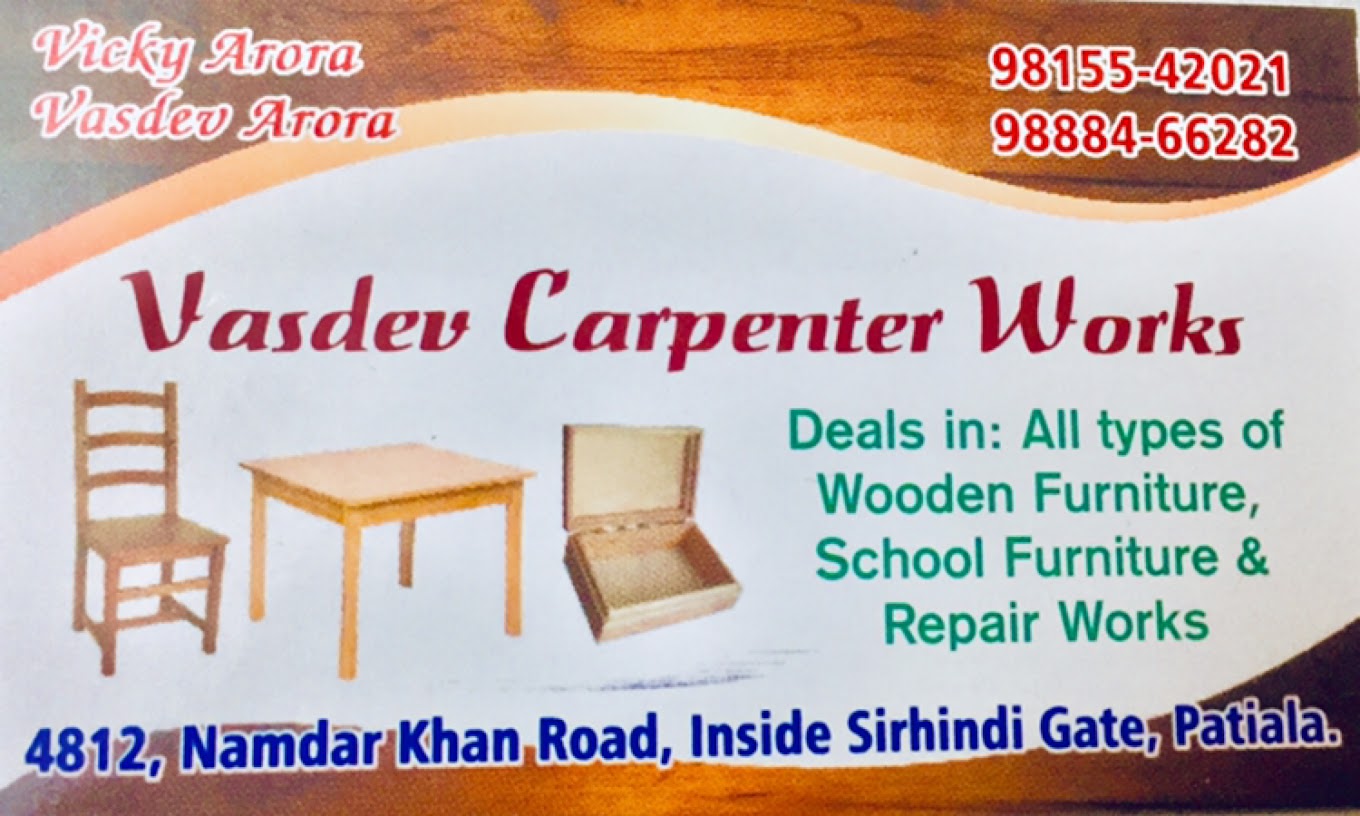 Vicky Arora
Vasdev Arora
98155-42021
98884-66282
Vasdev Carpenter Works
Deals in: All types of
Wooden Furniture,
School Furniture &
Repair Works
4812, Namdar Khan Road, Inside Sirhindi Gate, Patiala.